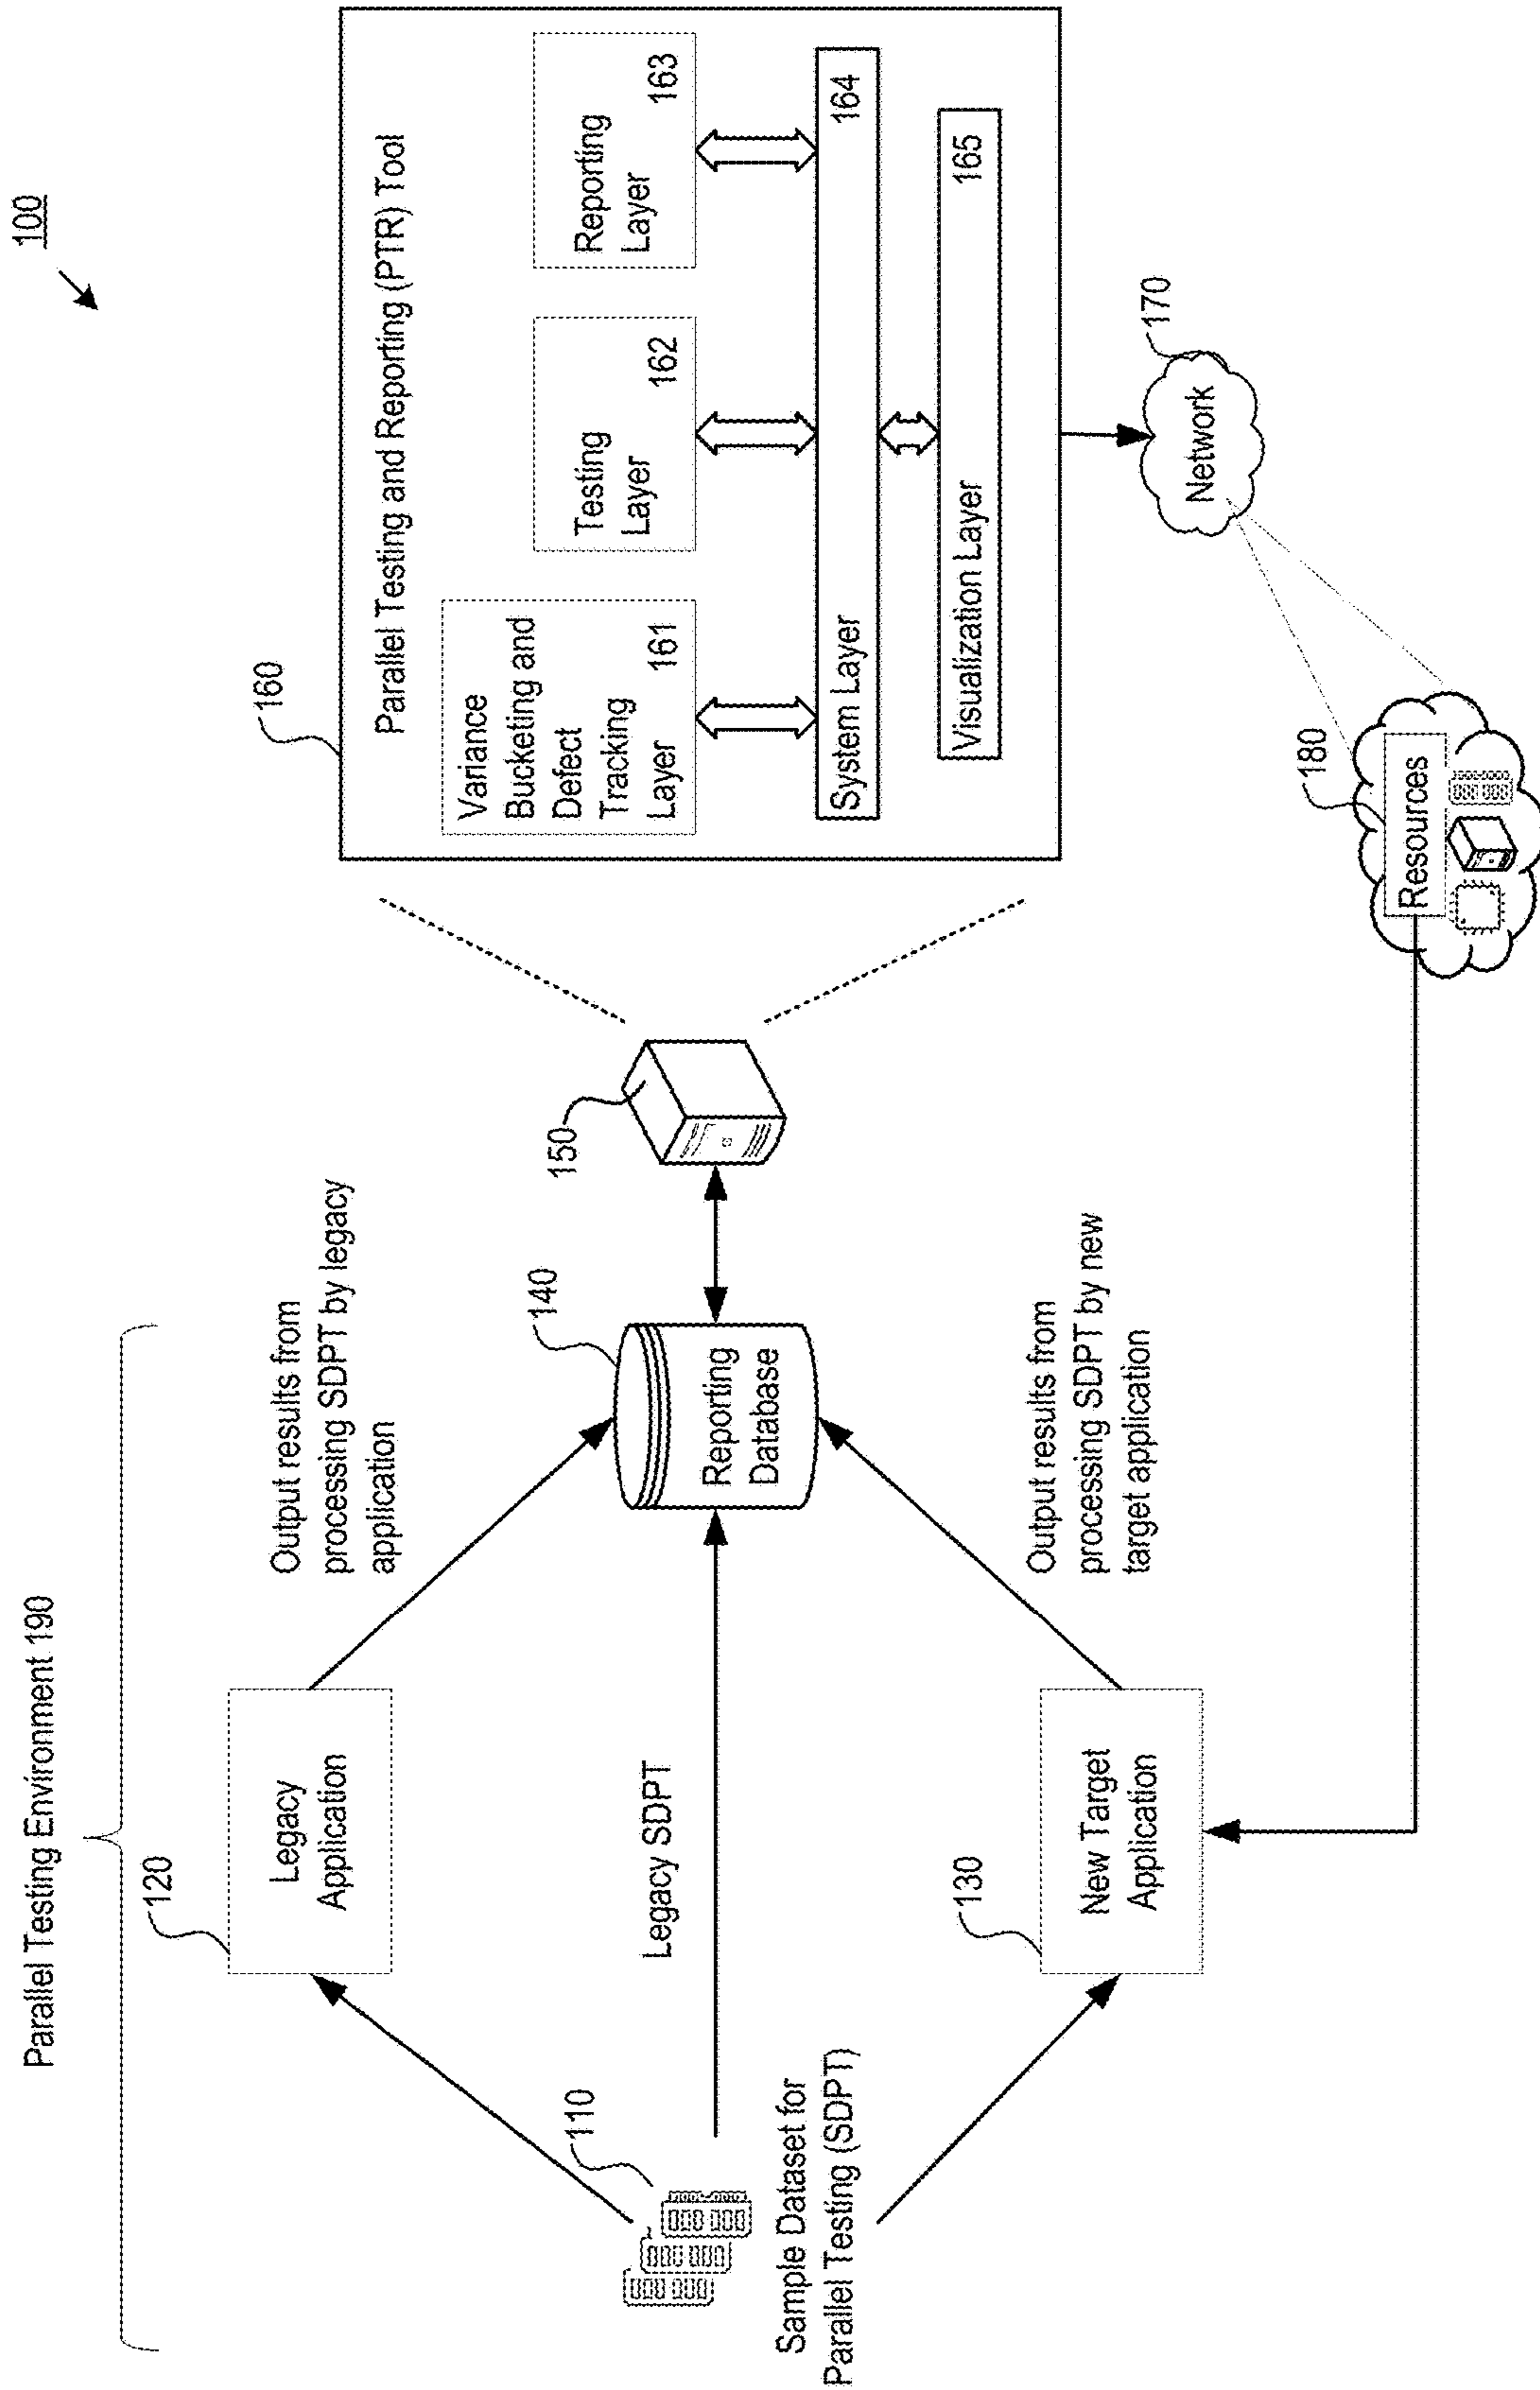 100
Parallel Testing Environment 190
120
Legacy
Application
Output results from
processing SDPT by legacy
application
110
Sample Dataset for
Parallel Testing (SDPT)
Legacy SDPT
140
Reporting
Database
150
130
New Target
Application
Output results from
processing SDPT by new
target application
160
Parallel Testing and Reporting (PTR) Tool
Variance
Bucketing and
Defect
Tracking
Layer 161
Testing
Layer 162
Reporting
Layer 163
System Layer 164
Visualization Layer 165
170
Network
180
Resources